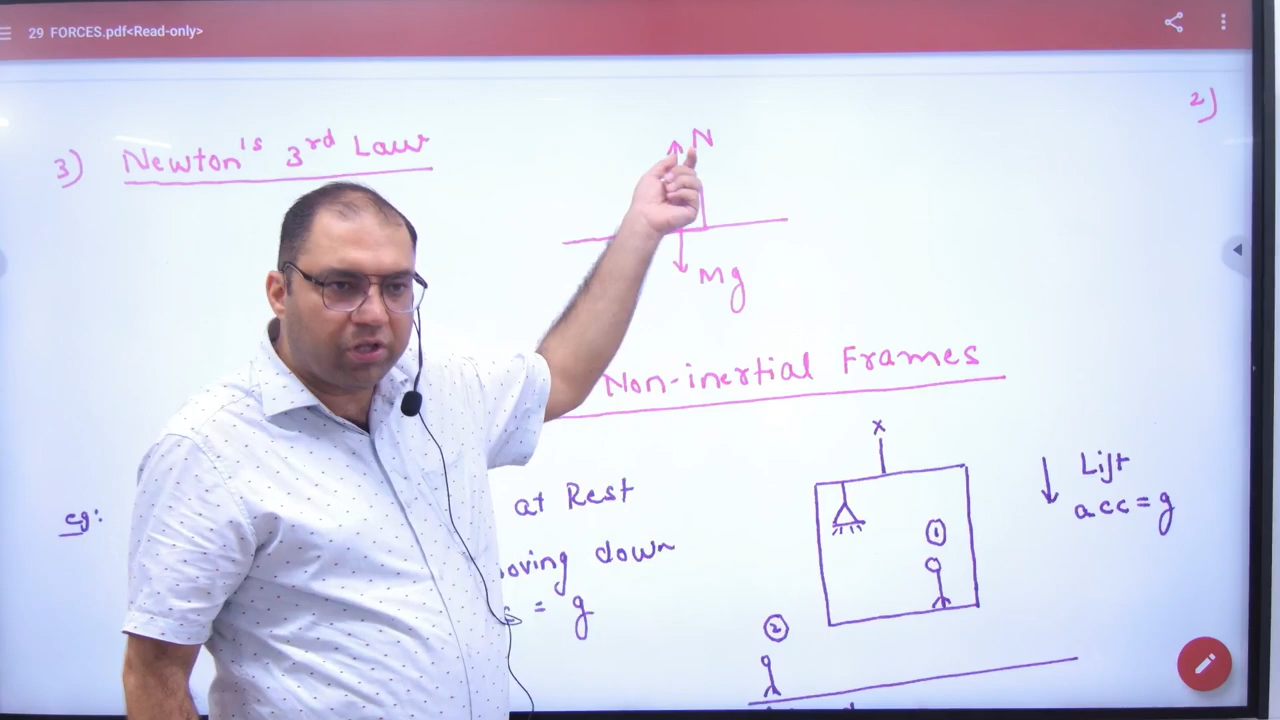 29 FORCES.pdf<Read-only>
2)
3) Newton's 3rd Law
N
Mg
Non-inertial Frames
x
Lift
acc = g
eg:
at Rest
1
down
= g
2